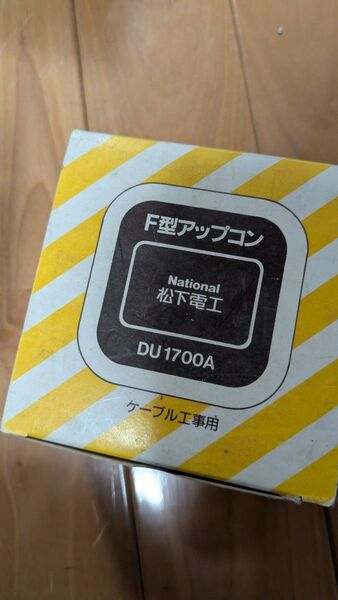 F型アップコン
National
松下電工
DU1700A
ケーブル工事用